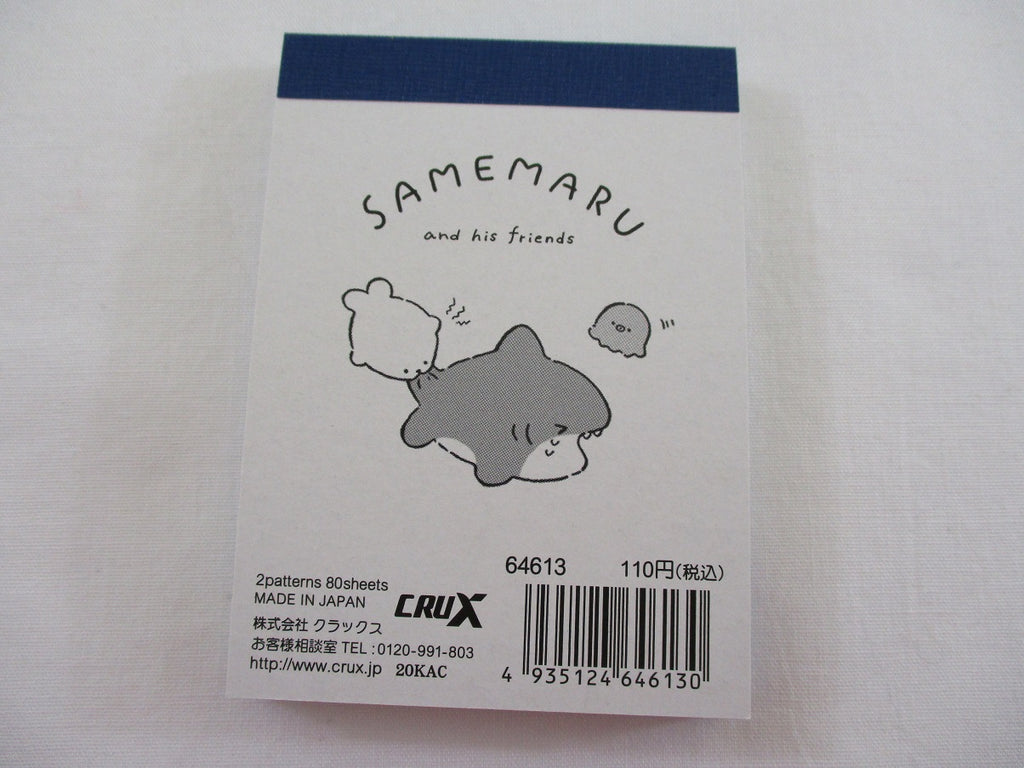 SAMEMARU
and his friends
64613 110円(税込)
2patterns 80sheets
MADE IN JAPAN
CRUX
株式会社 クラックス
お客様相談室 TEL:0120-991-803
http://www.crux.jp 20KAC
4 935124 646130